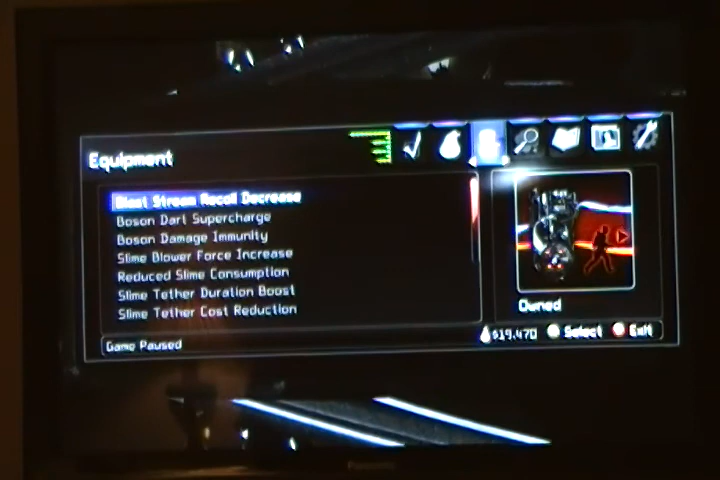 Equipment
Blast Stream Recoil Decrease
Boson Dart Supercharge
Boson Damage Immunity
Slime Blower Force Increase
Reduced Slime Consumption
Slime Tether Duration Boost
Slime Tether Cost Reduction
Owned
$19,470 Select Exit
Game Paused
Panasonic